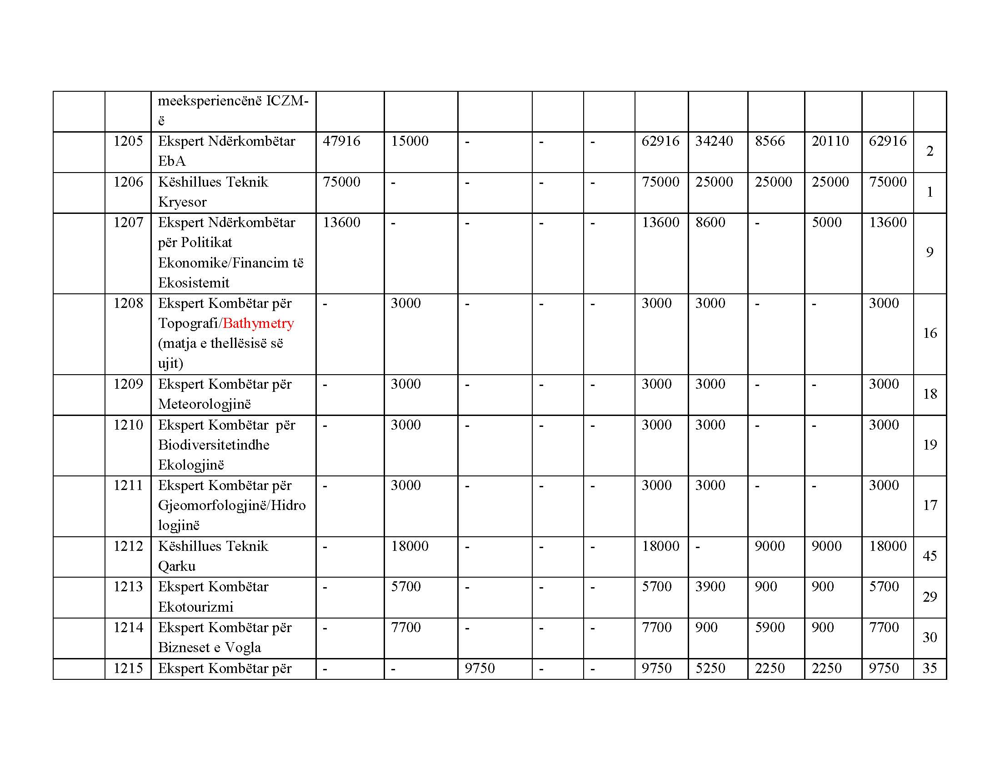 meeksperiencënë ICZM-
ë
1205 Ekspert Ndërkombëtar 47916 15000 - - - 62916 34240 8566 20110 62916 2
EbA
1206 Këshillues Teknik 75000 - - - - 75000 25000 25000 25000 75000 1
Kryesor
1207 Ekspert Ndërkombëtar 13600 - - - - 13600 8600 - 5000 13600 9
për Politikat
Ekonomike/Financim të
Ekosistemit
1208 Ekspert Kombëtar për - 3000 - - - 3000 3000 - - 3000 16
Topografi/Bathymetry
(matja e thellësisë së
ujit)
1209 Ekspert Kombëtar për - 3000 - - - 3000 3000 - - 3000 18
Meteorologjinë
1210 Ekspert Kombëtar për - 3000 - - - 3000 3000 - - 3000 19
Biodiversitetindhe
Ekologjinë
1211 Ekspert Kombëtar për - 3000 - - - 3000 3000 - - 3000 17
Gjeomorfologjinë/Hidro
logjinë
1212 Këshillues Teknik - 18000 - - - 18000 - 9000 9000 18000 45
Qarku
1213 Ekspert Kombëtar - 5700 - - - 5700 3900 900 900 5700 29
Ekotourizmi
1214 Ekspert Kombëtar për - 7700 - - - 7700 900 5900 900 7700 30
Bizneset e Vogla
1215 Ekspert Kombëtar për - - 9750 - - 9750 5250 2250 2250 9750 35